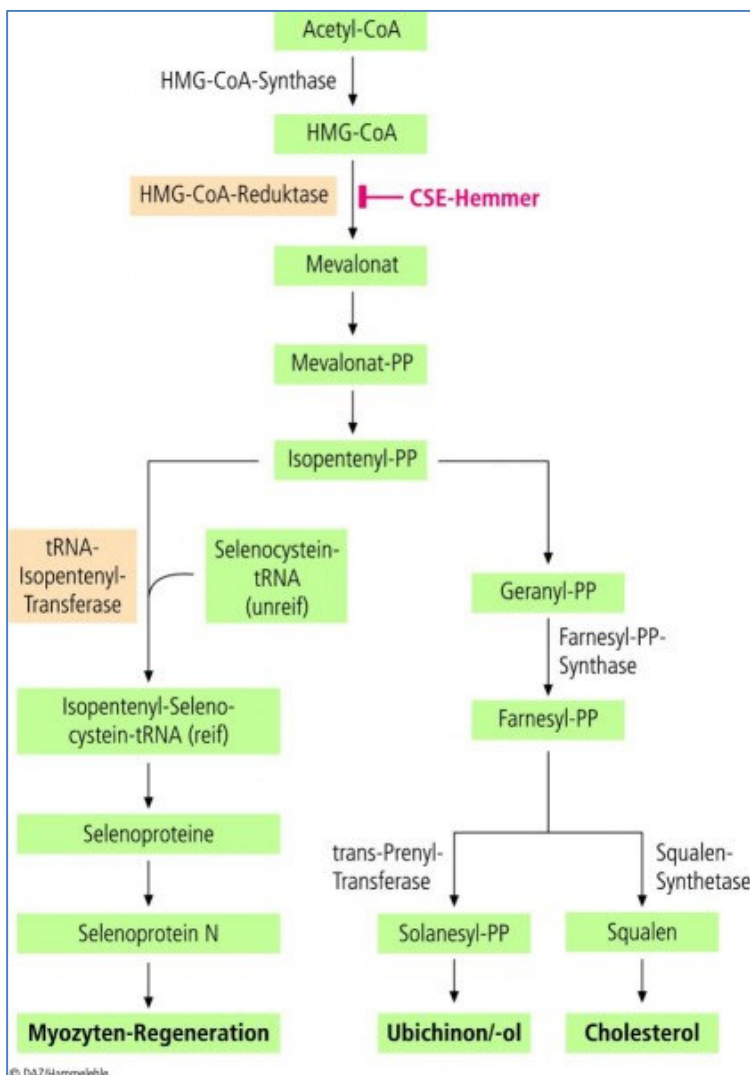 Acetyl-CoA
HMG-CoA-Synthase
HMG-CoA
HMG-CoA-Reduktase
CSE-Hemmer
Mevalonat
Mevalonat-PP
Isopentenyl-PP
tRNA-
Isopentenyl-
Transferase
Selenocystein-
tRNA
(unreif)
Geranyl-PP
Farnesyl-PP-
Synthase
Isopentenyl-Seleno-
cystein-tRNA (reif)
Farnesyl-PP
Selenoproteine
trans-Prenyl-
Transferase
Squalen-
Synthetase
Selenoprotein N
Solanesyl-PP
Squalen
Myozyten-Regeneration
Ubichinon/-ol
Cholesterol
© DAZ/Hammelehle